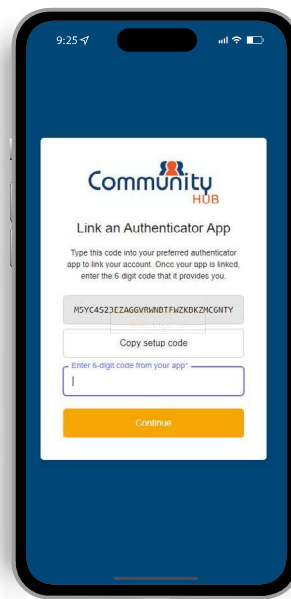 9:25
Community
HUB
Link an Authenticator App
Type this code into your preferred authenticator
app to link your account. Once your app is linked,
enter the 6-digit code that it provides you.
Copy setup code
Enter 6-digit code from your app*
Continue